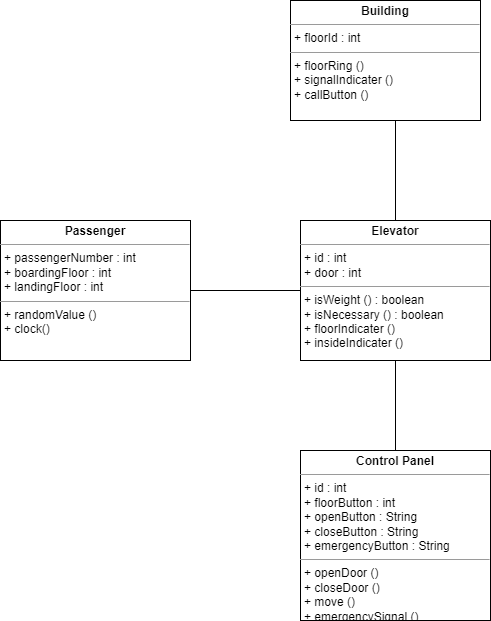 Building
+ floorId : int
+ floorRing ()
+ signalIndicater ()
+ callButton ()
Passenger
+ passengerNumber : int
+ boardingFloor : int
+ landingFloor : int
+ randomValue ()
+ clock()
Elevator
+ id : int
+ door : int
+ isWeight () : boolean
+ isNecessary () : boolean
+ floorIndicater ()
+ insideIndicater ()
Control Panel
+ id : int
+ floorButton : int
+ openButton : String
+ closeButton : String
+ emergencyButton : String
+ openDoor ()
+ closeDoor ()
+ move ()
+ emergencySignal ()